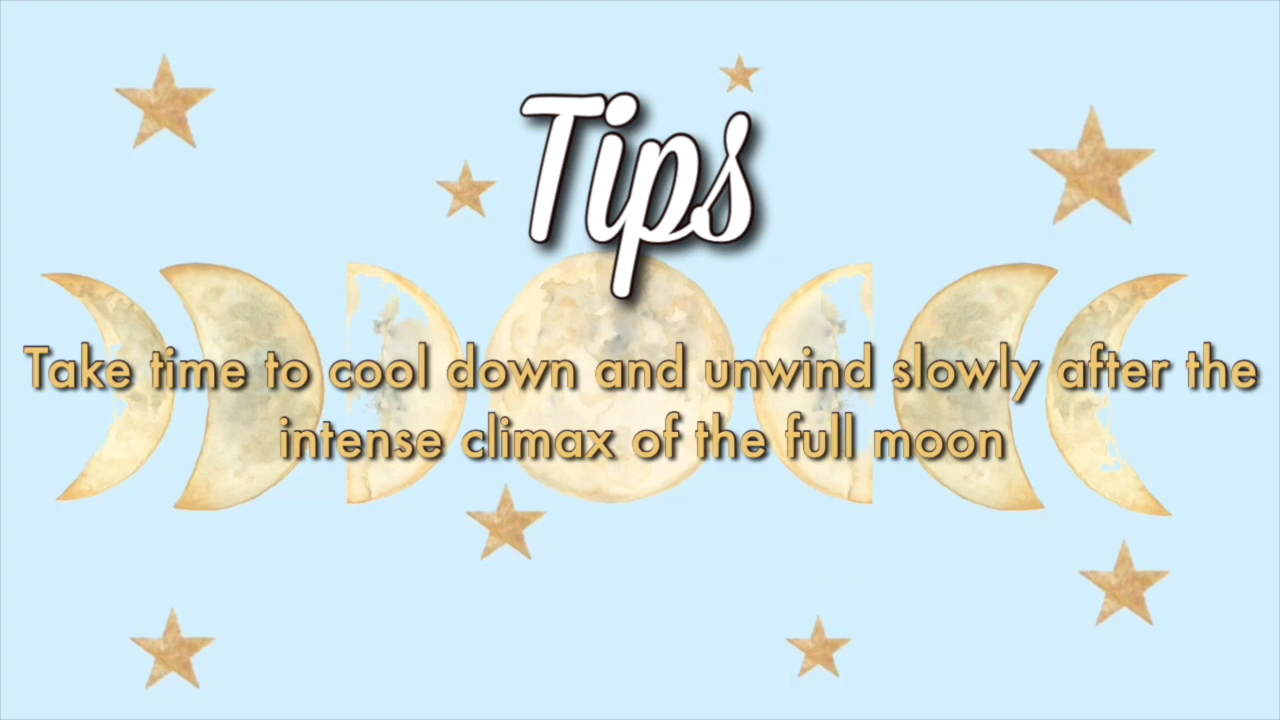 Tips
Take time to cool down and unwind slowly after the
intense climax of the full moon